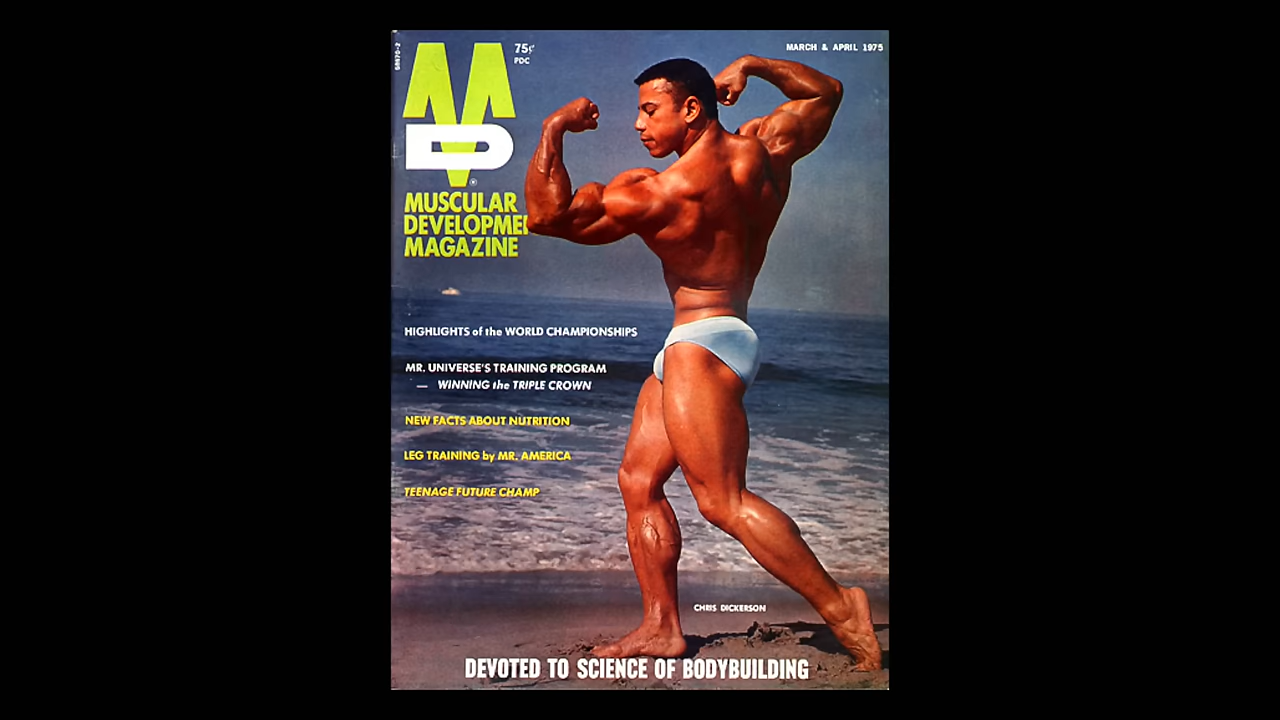 75¢
PDC
MARCH & APRIL 1975
MD
®
MUSCULAR
DEVELOPMEN
MAGAZINE
HIGHLIGHTS of the WORLD CHAMPIONSHIPS
MR. UNIVERSE'S TRAINING PROGRAM
— WINNING the TRIPLE CROWN
NEW FACTS ABOUT NUTRITION
LEG TRAINING by MR. AMERICA
TEENAGE FUTURE CHAMP
CHRIS DICKERSON
DEVOTED TO SCIENCE OF BODYBUILDING